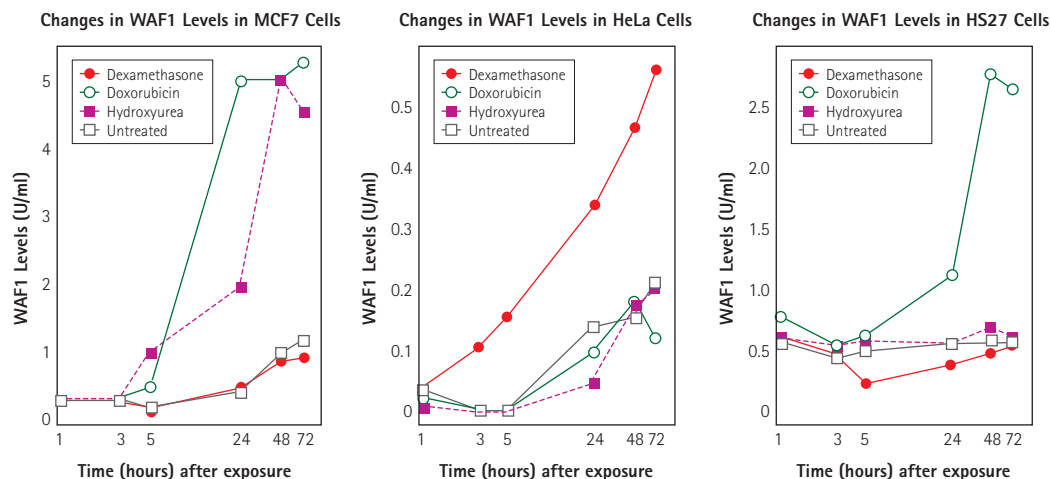 Changes in WAF1 Levels in MCF7 Cells
WAF1 Levels (U/ml)
5
4
3
2
1
0
Dexamethasone
Doxorubicin
Hydroxyurea
Untreated
1 3 5 24 48 72
Time (hours) after exposure
Changes in WAF1 Levels in HeLa Cells
WAF1 Levels (U/ml)
0.5
0.4
0.3
0.2
0.1
0
Dexamethasone
Doxorubicin
Hydroxyurea
Untreated
1 3 5 24 48 72
Time (hours) after exposure
Changes in WAF1 Levels in HS27 Cells
WAF1 Levels (U/ml)
2.5
2.0
1.5
1.0
0.5
0
Dexamethasone
Doxorubicin
Hydroxyurea
Untreated
1 3 5 24 48 72
Time (hours) after exposure